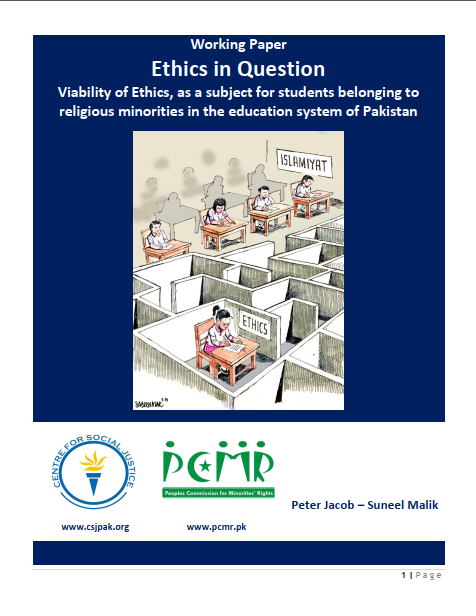 Working Paper
Ethics in Question
Viability of Ethics, as a subject for students belonging to
religious minorities in the education system of Pakistan
ISLAMIYAT
ETHICS
CENTRE FOR SOCIAL JUSTICE
PCMR
Peoples Commission for Minorities' Rights
Peter Jacob – Suneel Malik
www.csjpak.org
www.pcmr.pk
1 | Page